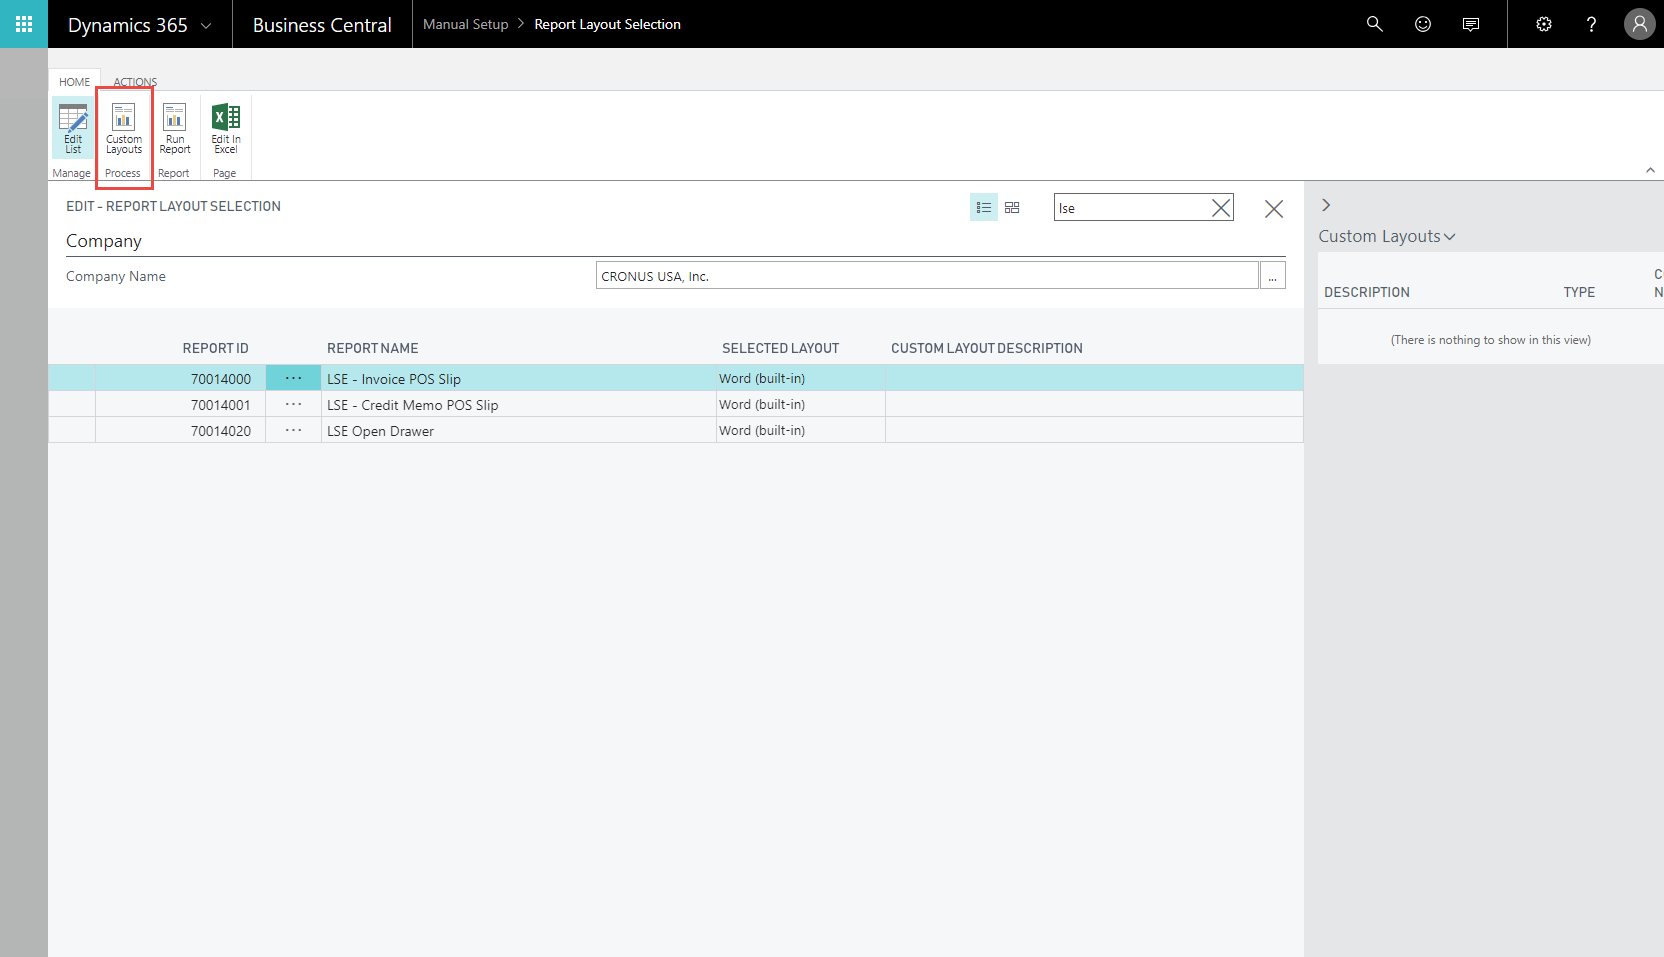 Dynamics 365
Business Central
Manual Setup > Report Layout Selection
?
HOME ACTIONS
Edit List
Custom Layouts
Run Report
Edit In Excel
Manage Process Report Page
EDIT - REPORT LAYOUT SELECTION
lse
Company
Company Name CRONUS USA, Inc. ...
REPORT ID REPORT NAME SELECTED LAYOUT CUSTOM LAYOUT DESCRIPTION
70014000 ... LSE - Invoice POS Slip Word (built-in)
70014001 ... LSE - Credit Memo POS Slip Word (built-in)
70014020 ... LSE Open Drawer Word (built-in)
Custom Layouts
DESCRIPTION TYPE
(There is nothing to show in this view)